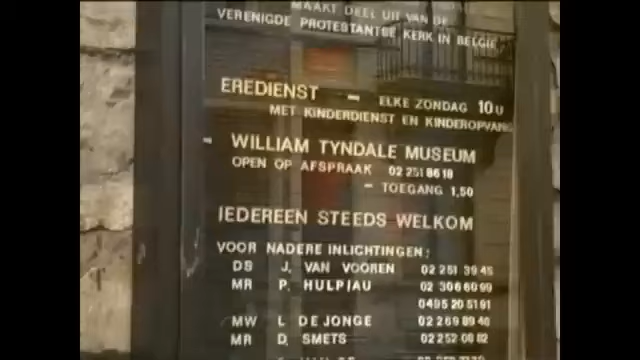 MAAKT DEEL UIT VAN DE
VERENIGDE PROTESTANTSE KERK IN BELGIE
EREDIENST - ELKE ZONDAG 10U
MET KINDERDIENST EN KINDEROPVANG
- WILLIAM TYNDALE MUSEUM
OPEN OP AFSPRAAK 02 251 86 18
- TOEGANG 1,50
IEDEREEN STEEDS WELKOM
VOOR NADERE INLICHTINGEN:
DS J. VAN VOOREN 02 251 39 45
MR P. HULPIAU 02 306 60 99
0495 20 51 91
MW L. DE JONGE 02 269 89 40
MR D. SMETS 02 252 00 82